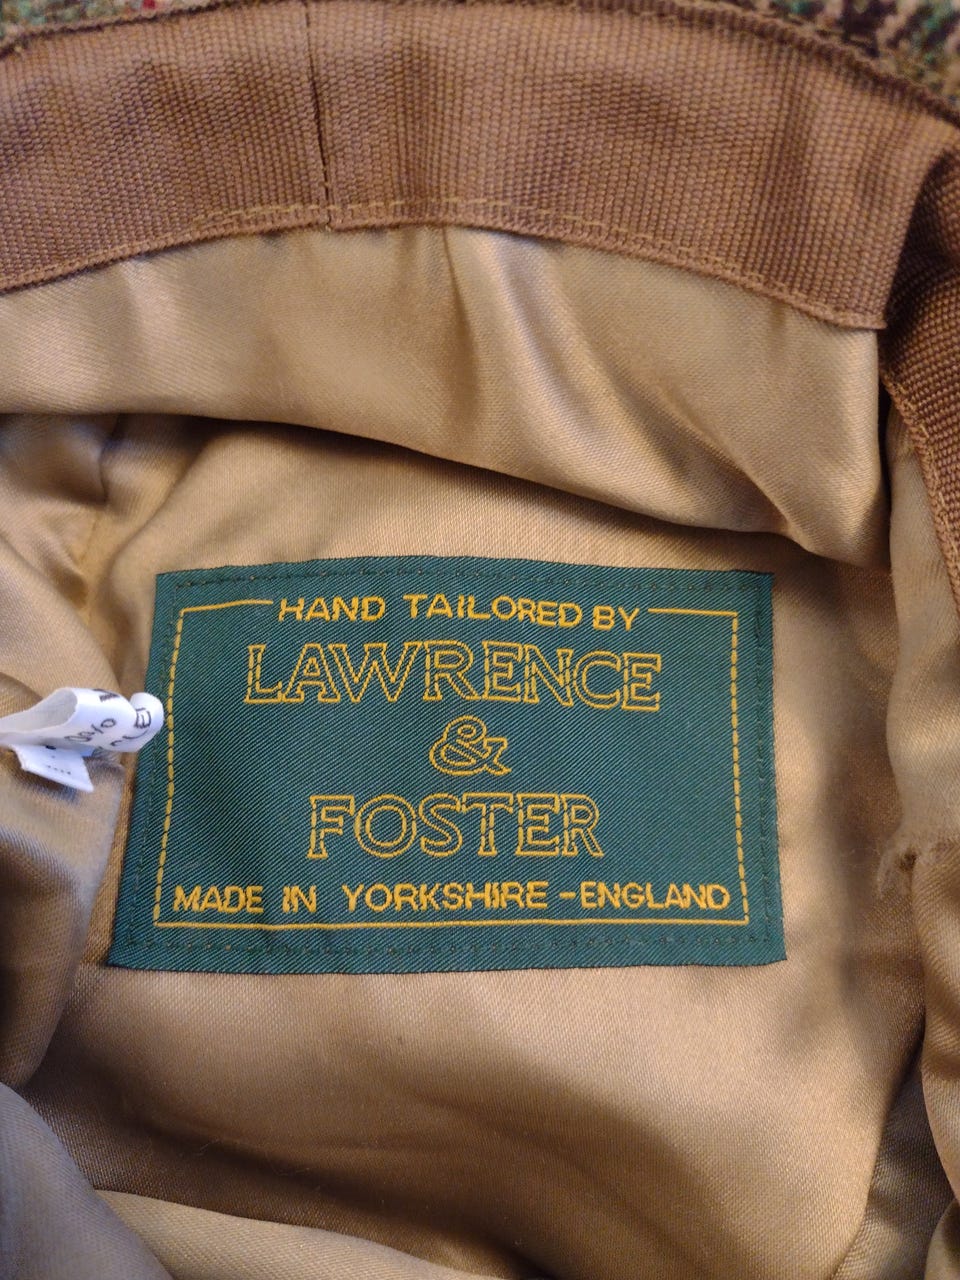 HAND TAILORED BY
LAWRENCE
&
FOSTER
MADE IN YORKSHIRE - ENGLAND